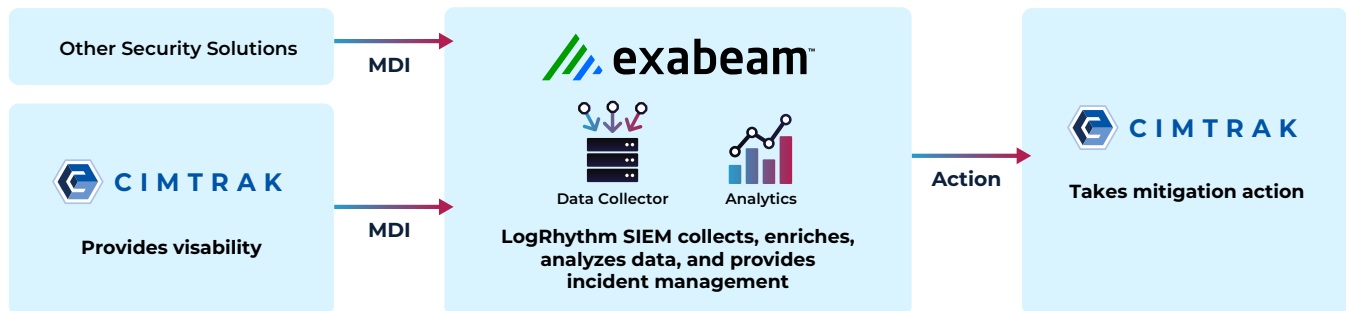 Other Security Solutions
MDI
CIMTRAK
Provides visability
MDI
exabeam™
Data Collector
Analytics
LogRhythm SIEM collects, enriches,
analyzes data, and provides
incident management
Action
CIMTRAK
Takes mitigation action